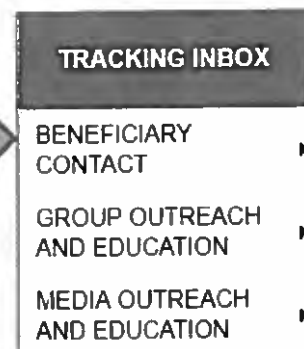 TRACKING INBOX
BENEFICIARY
CONTACT
GROUP OUTREACH
AND EDUCATION
MEDIA OUTREACH
AND EDUCATION